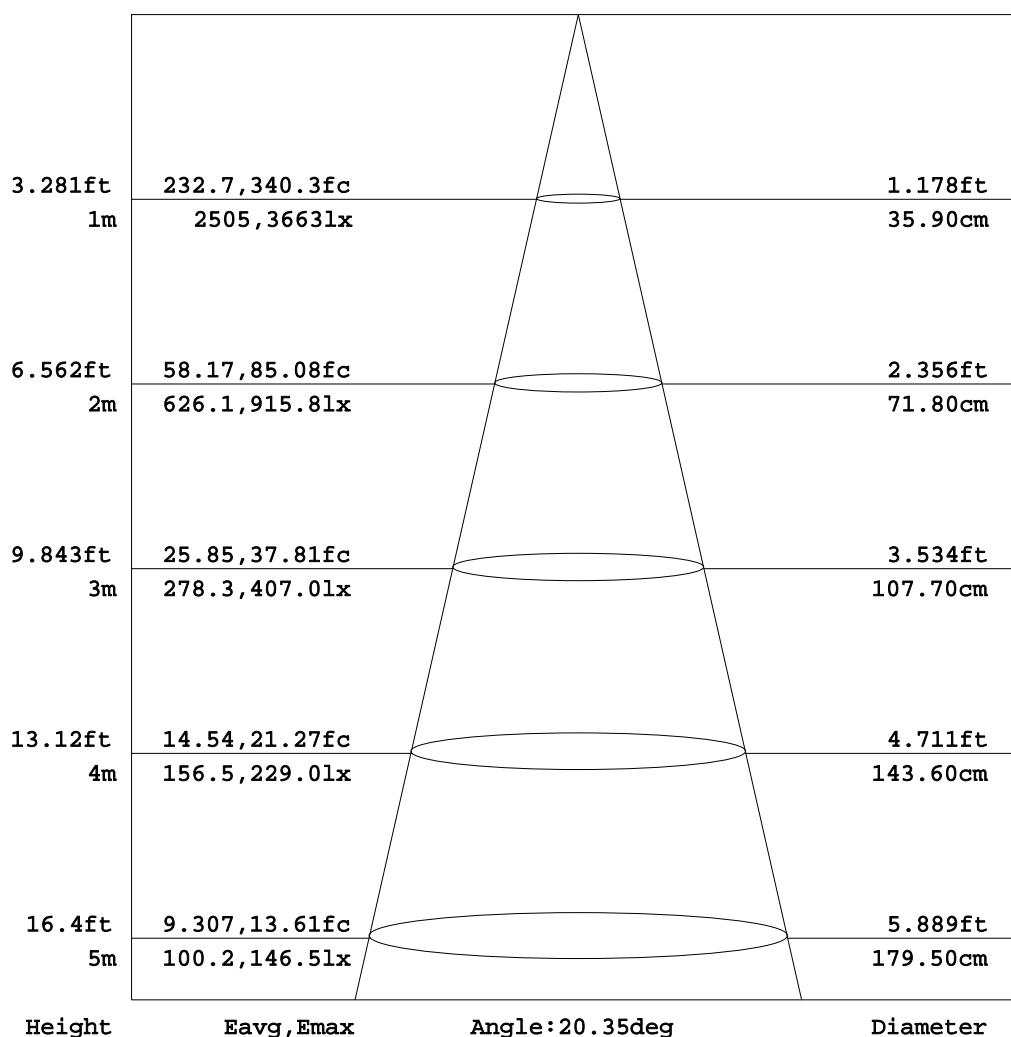 3.281ft 232.7,340.3fc 1.178ft
1m 2505,3663lx 35.90cm
6.562ft 58.17,85.08fc 2.356ft
2m 626.1,915.8lx 71.80cm
9.843ft 25.85,37.81fc 3.534ft
3m 278.3,407.0lx 107.70cm
13.12ft 14.54,21.27fc 4.711ft
4m 156.5,229.0lx 143.60cm
16.4ft 9.307,13.61fc 5.889ft
5m 100.2,146.5lx 179.50cm
Height Eavg,Emax Angle:20.35deg Diameter